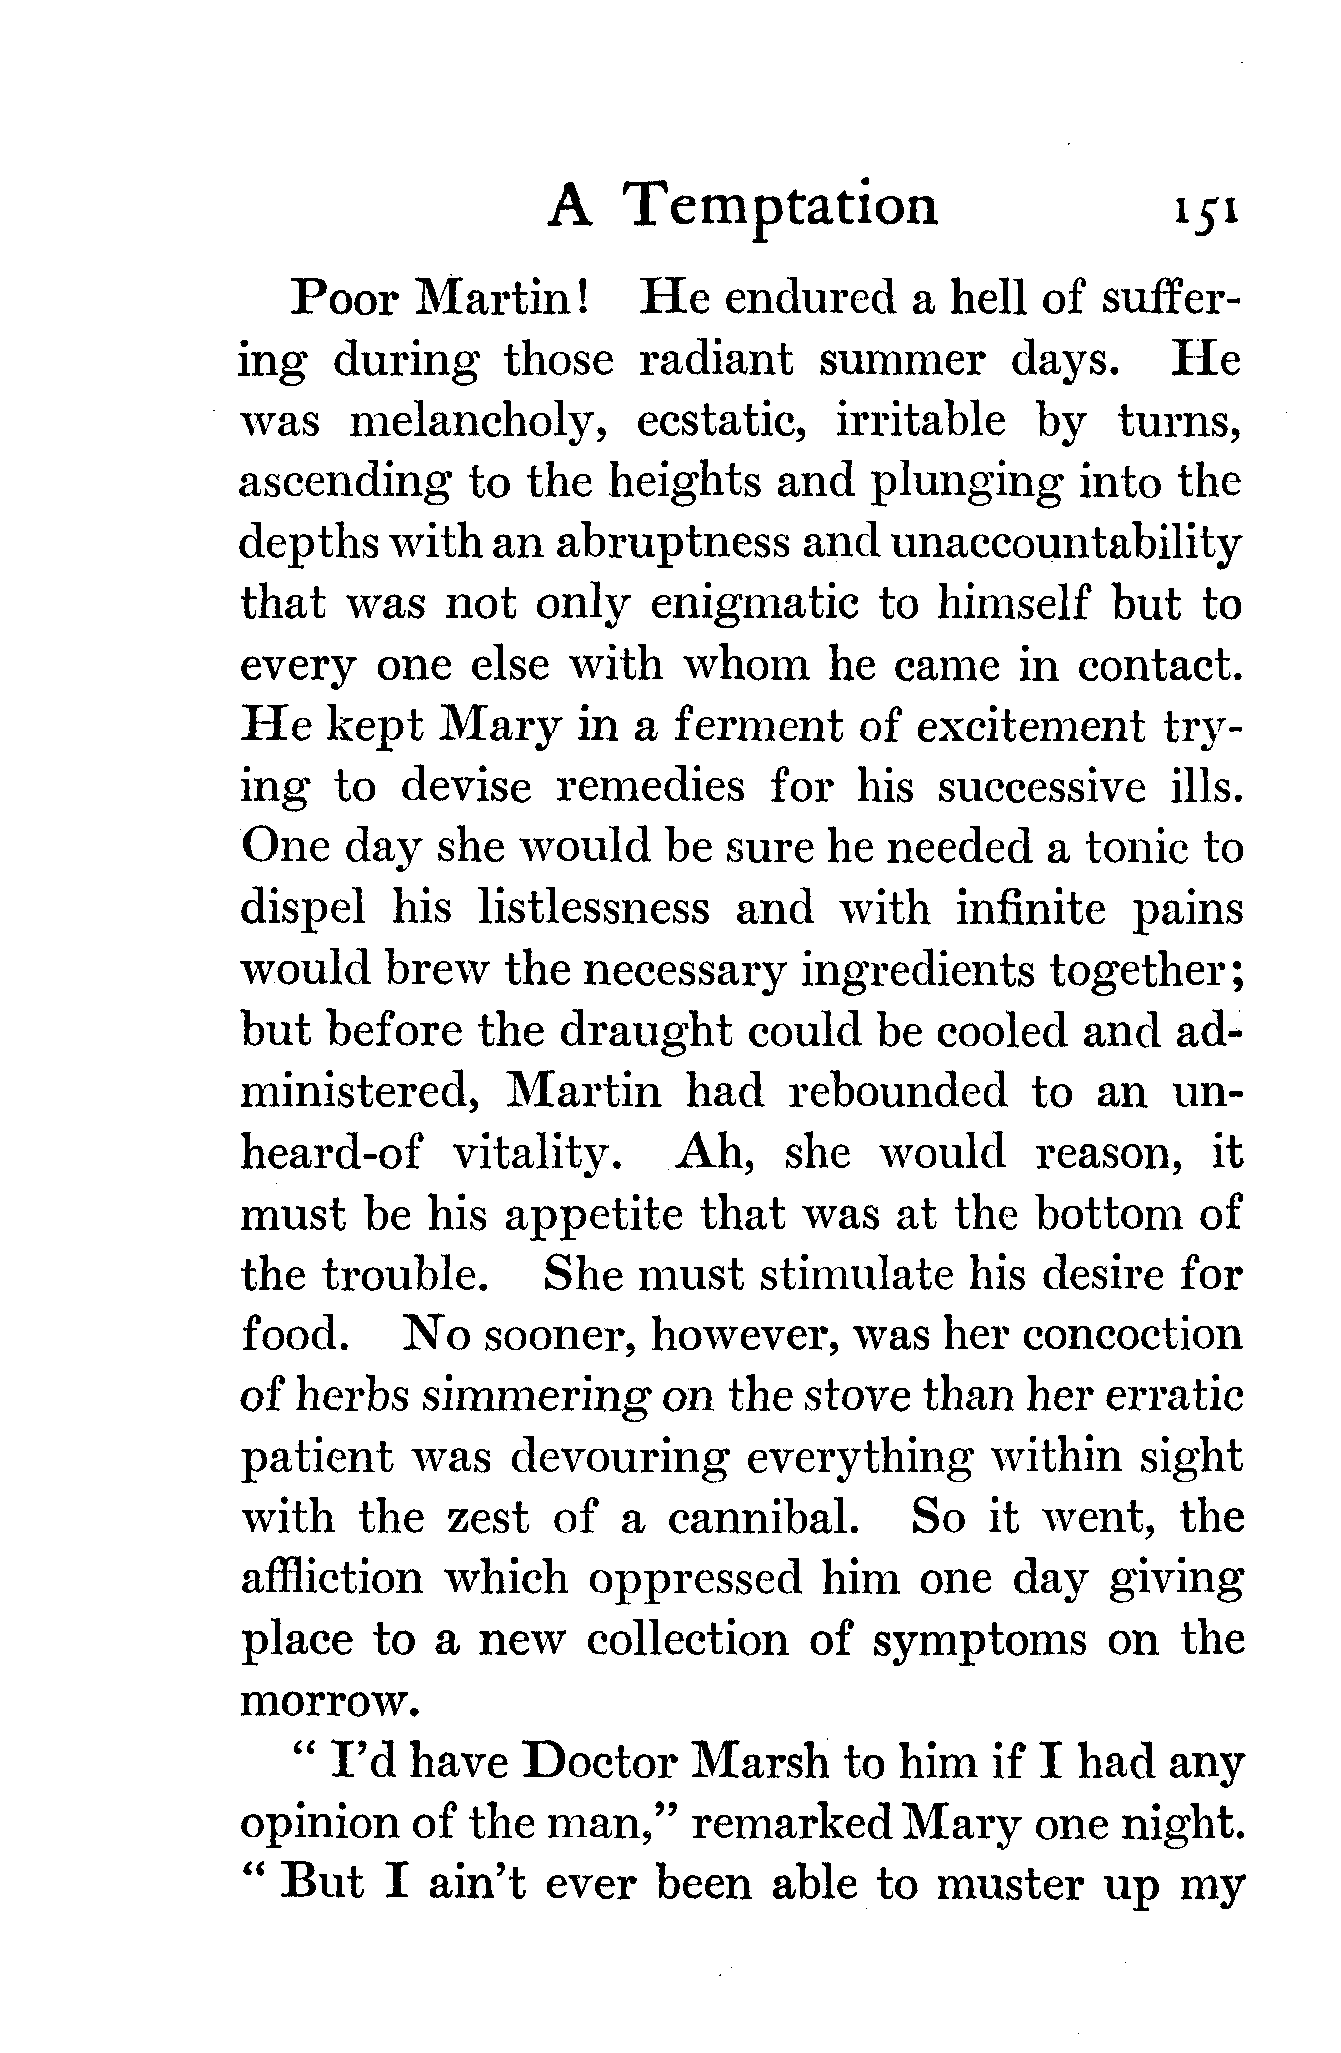 A Temptation 151
Poor Martin! He endured a hell of suffer-
ing during those radiant summer days. He
was melancholy, ecstatic, irritable by turns,
ascending to the heights and plunging into the
depths with an abruptness and unaccountability
that was not only enigmatic to himself but to
every one else with whom he came in contact.
He kept Mary in a ferment of excitement try-
ing to devise remedies for his successive ills.
One day she would be sure he needed a tonic to
dispel his listlessness and with infinite pains
would brew the necessary ingredients together;
but before the draught could be cooled and ad-
ministered, Martin had rebounded to an un-
heard-of vitality. Ah, she would reason, it
must be his appetite that was at the bottom of
the trouble. She must stimulate his desire for
food. No sooner, however, was her concoction
of herbs simmering on the stove than her erratic
patient was devouring everything within sight
with the zest of a cannibal. So it went, the
affliction which oppressed him one day giving
place to a new collection of symptoms on the
morrow.
“ I’d have Doctor Marsh to him if I had any
opinion of the man,” remarked Mary one night.
“ But I ain’t ever been able to muster up my